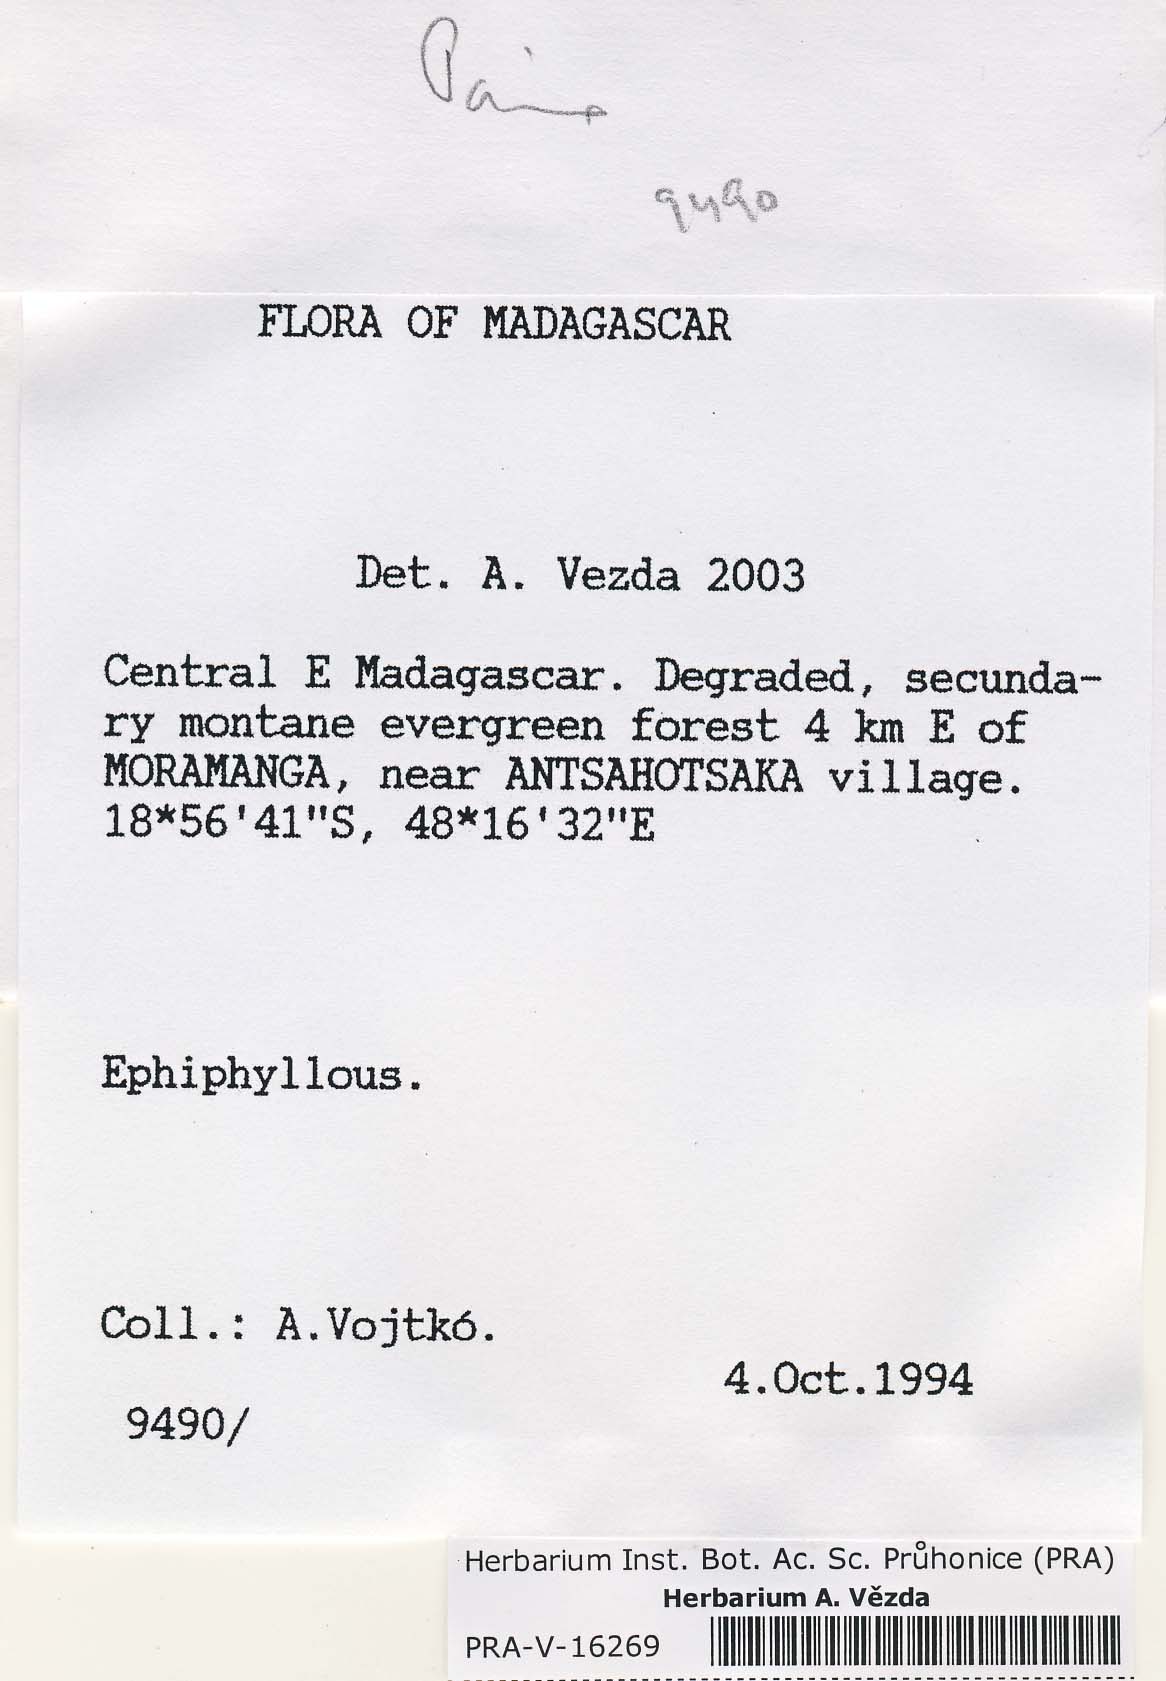 9490
FLORA OF MADAGASCAR
Det. A. Vezda 2003
Central E Madagascar. Degraded, secunda-
ry montane evergreen forest 4 km E of
MORAMANGA, near ANTSAHOTSAKA village.
18*56'41"S, 48*16'32"E
Ephiphyllous.
Coll.: A.Vojtkó.
4.Oct.1994
9490/
Herbarium Inst. Bot. Ac. Sc. Průhonice (PRA)
Herbarium A. Vězda
PRA-V-16269